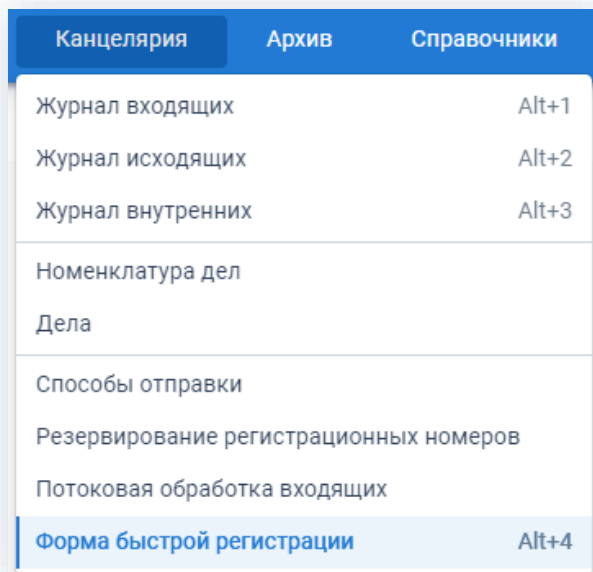 Канцелярия Архив Справочники
Журнал входящих Alt+1
Журнал исходящих Alt+2
Журнал внутренних Alt+3
Номенклатура дел
Дела
Способы отправки
Резервирование регистрационных номеров
Потоковая обработка входящих
Форма быстрой регистрации Alt+4